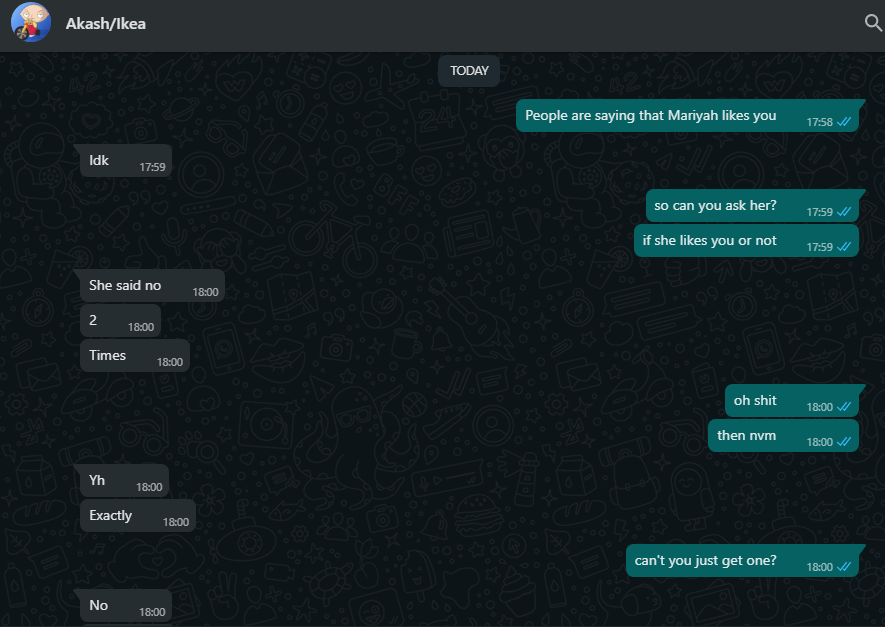 Akash/Ikea
TODAY
People are saying that Mariyah likes you 17:58
Idk 17:59
so can you ask her? 17:59
if she likes you or not 17:59
She said no 18:00
2 18:00
Times 18:00
oh shit 18:00
then nvm 18:00
Yh 18:00
Exactly 18:00
can't you just get one? 18:00
No 18:00